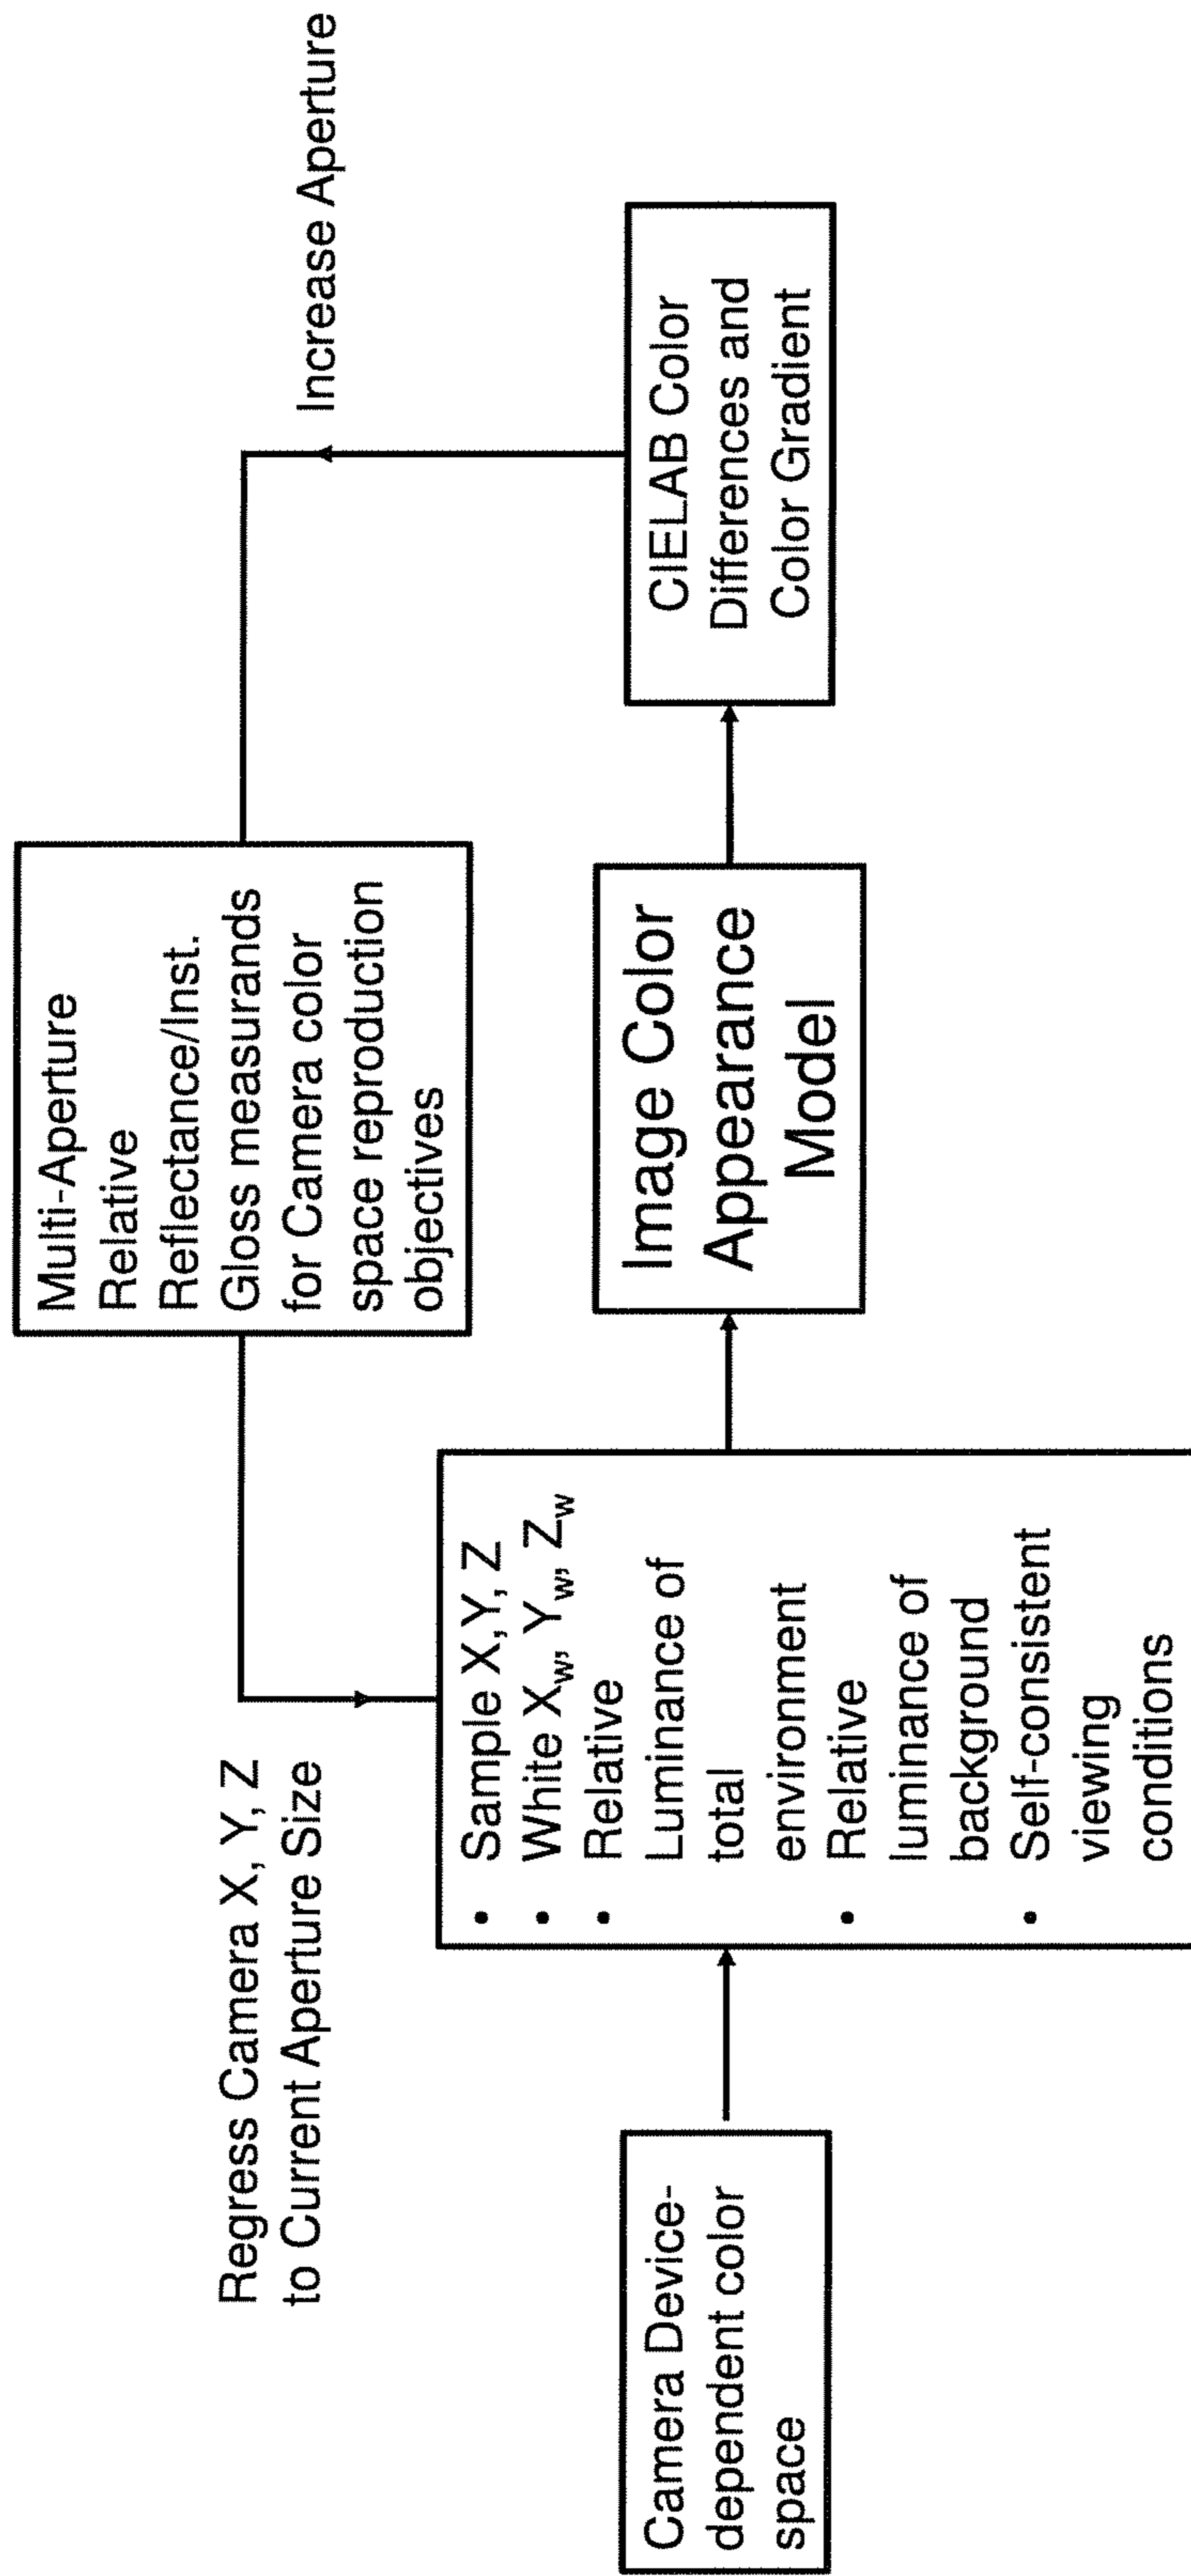 Regress Camera X, Y, Z
to Current Aperture Size
Multi-Aperture
Relative
Reflectance/Inst.
Gloss measurands
for Camera color
space reproduction
objectives
Increase Aperture
Camera Device-
dependent color
space
• Sample X,Y, Z
• White Xw, Yw, Zw
• Relative
Luminance of
total
environment
• Relative
luminance of
background
• Self-consistent
viewing
conditions
Image Color
Appearance
Model
CIELAB Color
Differences and
Color Gradient